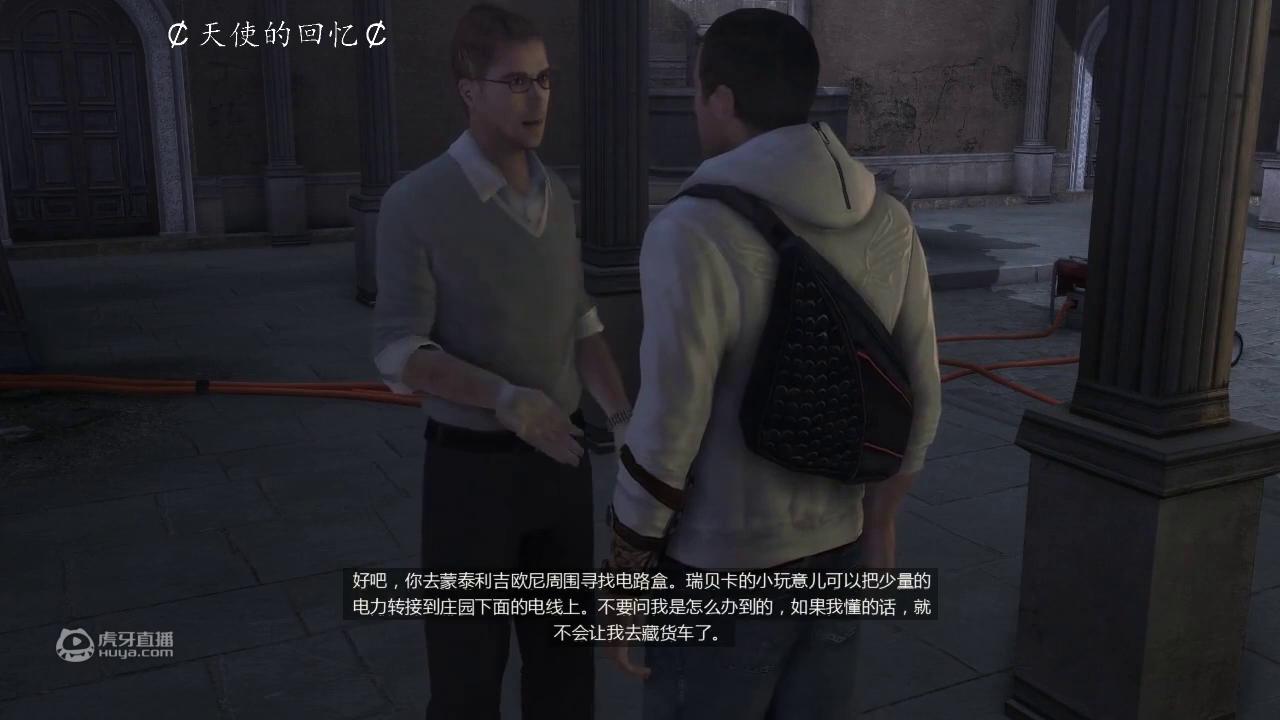 ₡天使的回忆₡
好吧，你去蒙泰利吉欧尼周围寻找电路盒。瑞贝卡的小玩意儿可以把少量的
电力转接到庄园下面的电线上。不要问我是怎么办到的，如果我懂的话，就
不会让我去藏货车了。
虎牙直播
HUYA.COM